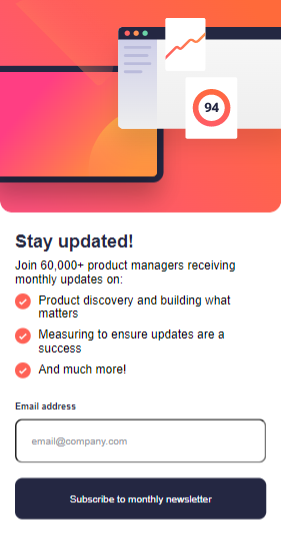 94
Stay updated!
Join 60,000+ product managers receiving
monthly updates on:
Product discovery and building what
matters
Measuring to ensure updates are a
success
And much more!
Email address
email@company.com
Subscribe to monthly newsletter